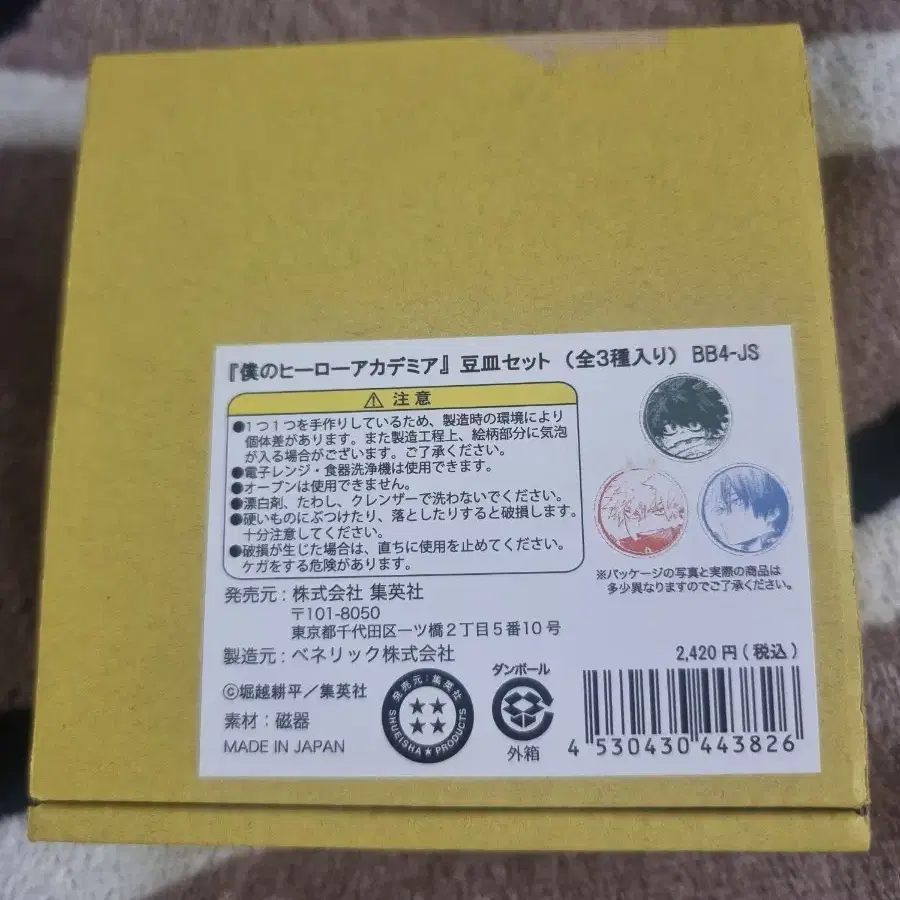 『僕のヒーローアカデミア』 豆皿セット (全3種入り) BB4-JS
⚠ 注意
●1つ1つを手作りしているため、製造時の環境により
個体差があります。また製造工程上、絵柄部分に気泡
が入る場合がございます。ご了承ください。
●電子レンジ・食器洗浄機は使用できます。
●オーブンは使用できません。
●漂白剤、たわし、クレンザーで洗わないでください。
●硬いものにぶつけたり、落としたりすると破損します。
十分注意してください。
●破損が生じた場合は、直ちに使用を止めてください。
ケガをする危険があります。
※パッケージの写真と実際の商品は
多少異なりますのでご了承ください。
発売元：株式会社 集英社
〒101-8050
東京都千代田区一ツ橋2丁目5番10号
製造元：ベネリック株式会社
2,420円(税込)
©堀越耕平／集英社
素材：磁器
MADE IN JAPAN
発売元：集英社
SHUEISHA★PRODUCTS
ダンボール
外箱
4 530430 443826